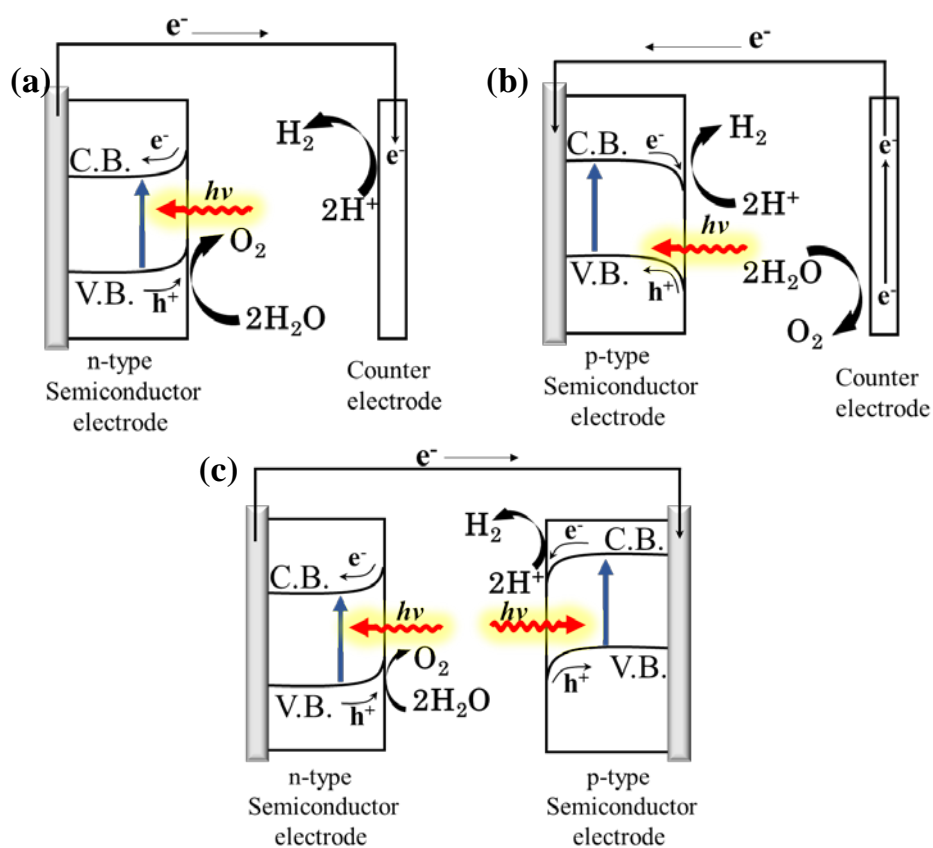 (a)
e⁻
C.B.
e⁻
hν
V.B.
h⁺
O₂
2H₂O
H₂
2H⁺
e⁻
n-type
Semiconductor
electrode
Counter
electrode
(b)
e⁻
C.B.
e⁻
H₂
2H⁺
hν
V.B.
h⁺
2H₂O
O₂
e⁻
e⁻
p-type
Semiconductor
electrode
Counter
electrode
(c)
e⁻
C.B.
e⁻
hν
V.B.
h⁺
O₂
2H₂O
H₂
2H⁺
hν
e⁻
C.B.
h⁺
V.B.
n-type
Semiconductor
electrode
p-type
Semiconductor
electrode